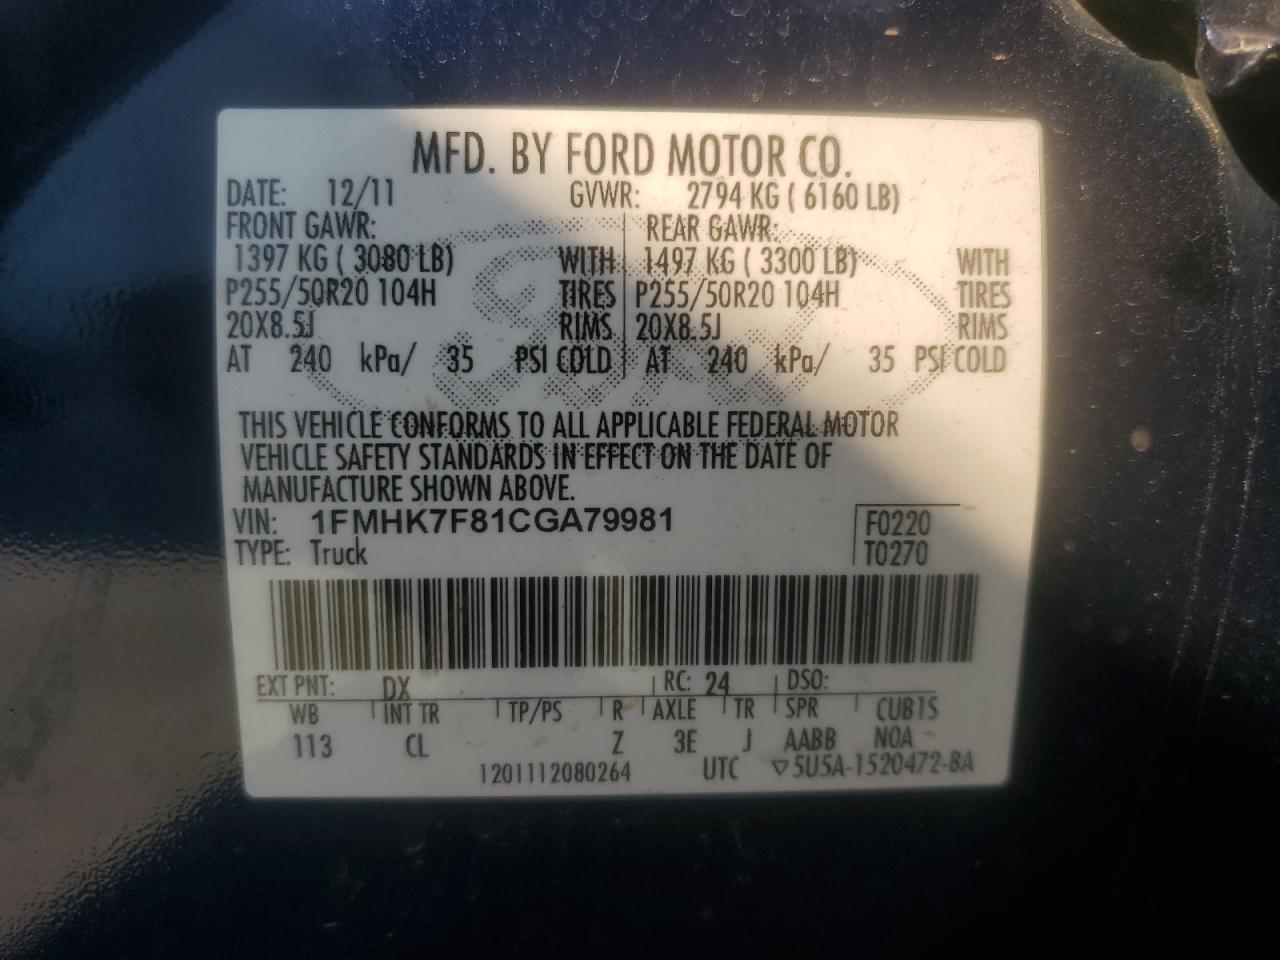 MFD. BY FORD MOTOR CO.
DATE: 12/11 GVWR: 2794 KG ( 6160 LB)
FRONT GAWR: REAR GAWR:
1397 KG ( 3080 LB) WITH 1497 KG ( 3300 LB) WITH
P255/50R20 104H TIRES P255/50R20 104H TIRES
20X8.5J RIMS 20X8.5J RIMS
AT 240 kPa/ 35 PSI COLD AT 240 kPa/ 35 PSI COLD
THIS VEHICLE CONFORMS TO ALL APPLICABLE FEDERAL MOTOR
VEHICLE SAFETY STANDARDS IN EFFECT ON THE DATE OF
MANUFACTURE SHOWN ABOVE.
VIN: 1FMHK7F81CGA79981 F0220
TYPE: Truck T0270
EXT PNT: DX RC: 24 DSO:
WB INT TR TP/PS R AXLE TR SPR CUB1S
113 CL Z 3E J AABB NOA
1201112080264 UTC ▽5U5A-1520472-BA
Ford